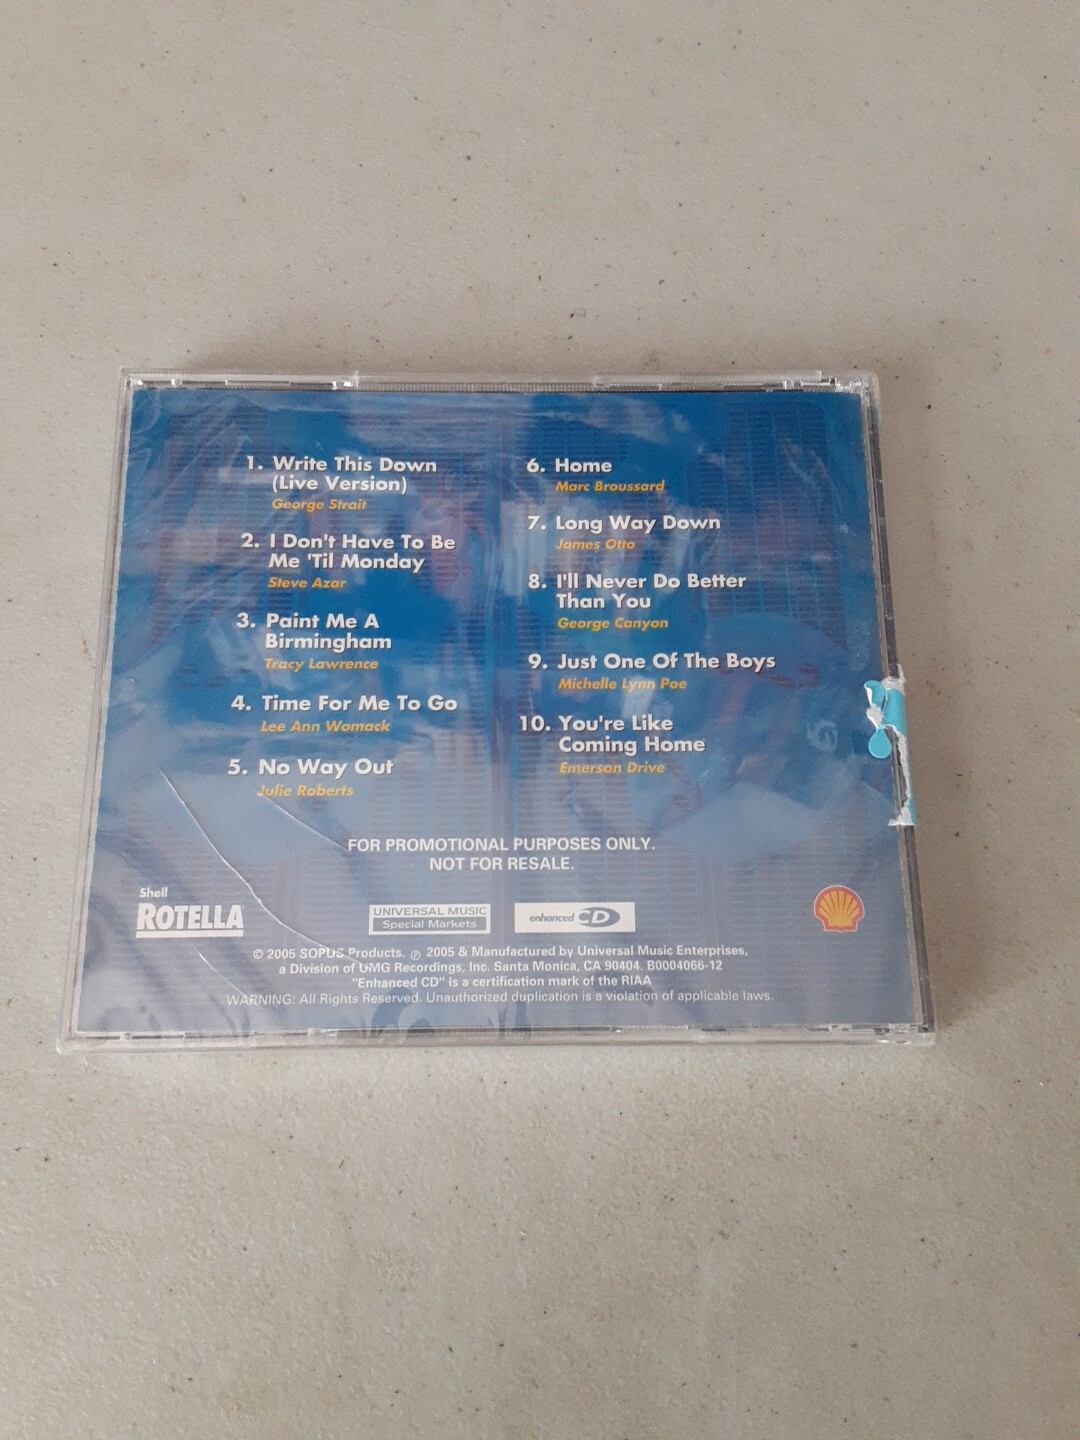 1. Write This Down
(Live Version)
George Strait
2. I Don't Have To Be
Me 'Til Monday
Steve Azar
3. Paint Me A
Birmingham
Tracy Lawrence
4. Time For Me To Go
Lee Ann Womack
5. No Way Out
Julie Roberts
6. Home
Marc Broussard
7. Long Way Down
James Otto
8. I'll Never Do Better
Than You
George Canyon
9. Just One Of The Boys
Michelle Lynn Poe
10. You're Like
Coming Home
Emerson Drive
FOR PROMOTIONAL PURPOSES ONLY.
NOT FOR RESALE.
Shell
ROTELLA
UNIVERSAL MUSIC
Special Markets
enhanced CD
© 2005 SOPUS Products. ℗ 2005 & Manufactured by Universal Music Enterprises,
a Division of UMG Recordings, Inc. Santa Monica, CA 90404. B0004066-12
"Enhanced CD" is a certification mark of the RIAA
WARNING: All Rights Reserved. Unauthorized duplication is a violation of applicable laws.